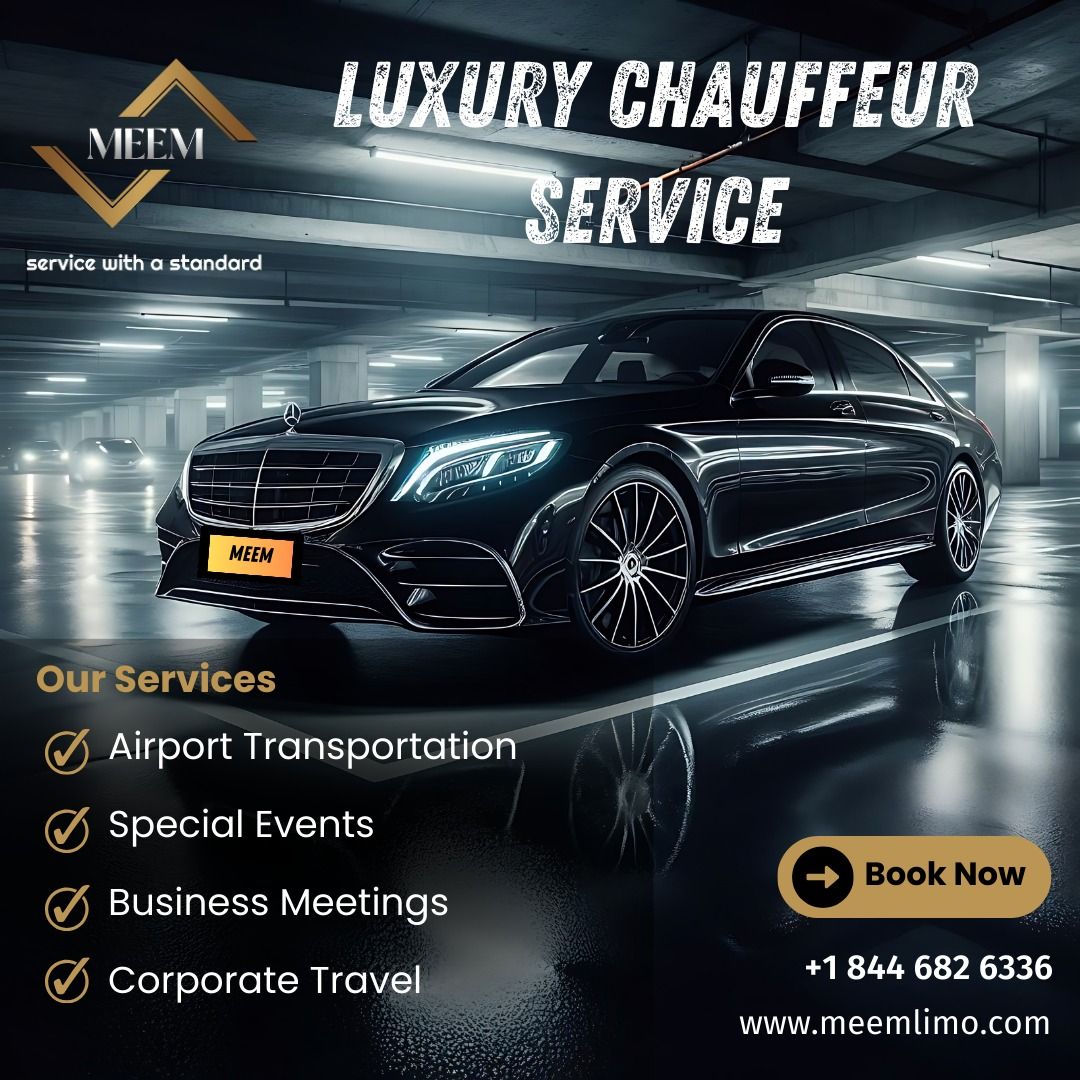 MEEM
service with a standard
LUXURY CHAUFFEUR
SERVICE
MEEM
Our Services
Airport Transportation
Special Events
Business Meetings
Corporate Travel
Book Now
+1 844 682 6336
www.meemlimo.com